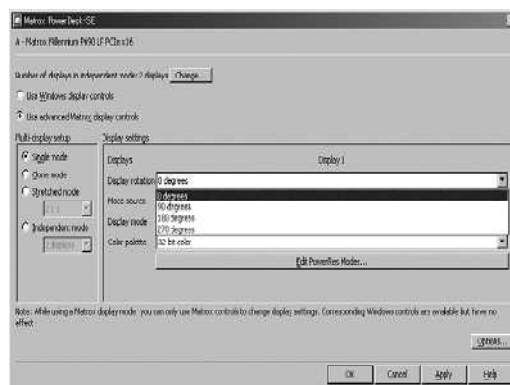 Matrox PowerDesk-SE
A - Matrox Millennium P690 LP PCIe x16
Number of displays in independent mode: 2 displays Change...
Use Windows display controls
Use advanced Matrox display controls
Multi-display setup
Single mode
Clone mode
Stretched mode
Independent mode
2 displays
Display settings
Displays Display 1
Display rotation 0 degrees
0 degrees
90 degrees
180 degrees
270 degrees
Display mode
Color palette 32 bit color
Edit PowerRes Modes...
Note: While using a Matrox display mode you can only use Matrox controls to change display settings. Corresponding Windows controls are available but have no
effect
Options...
OK Cancel Apply Help